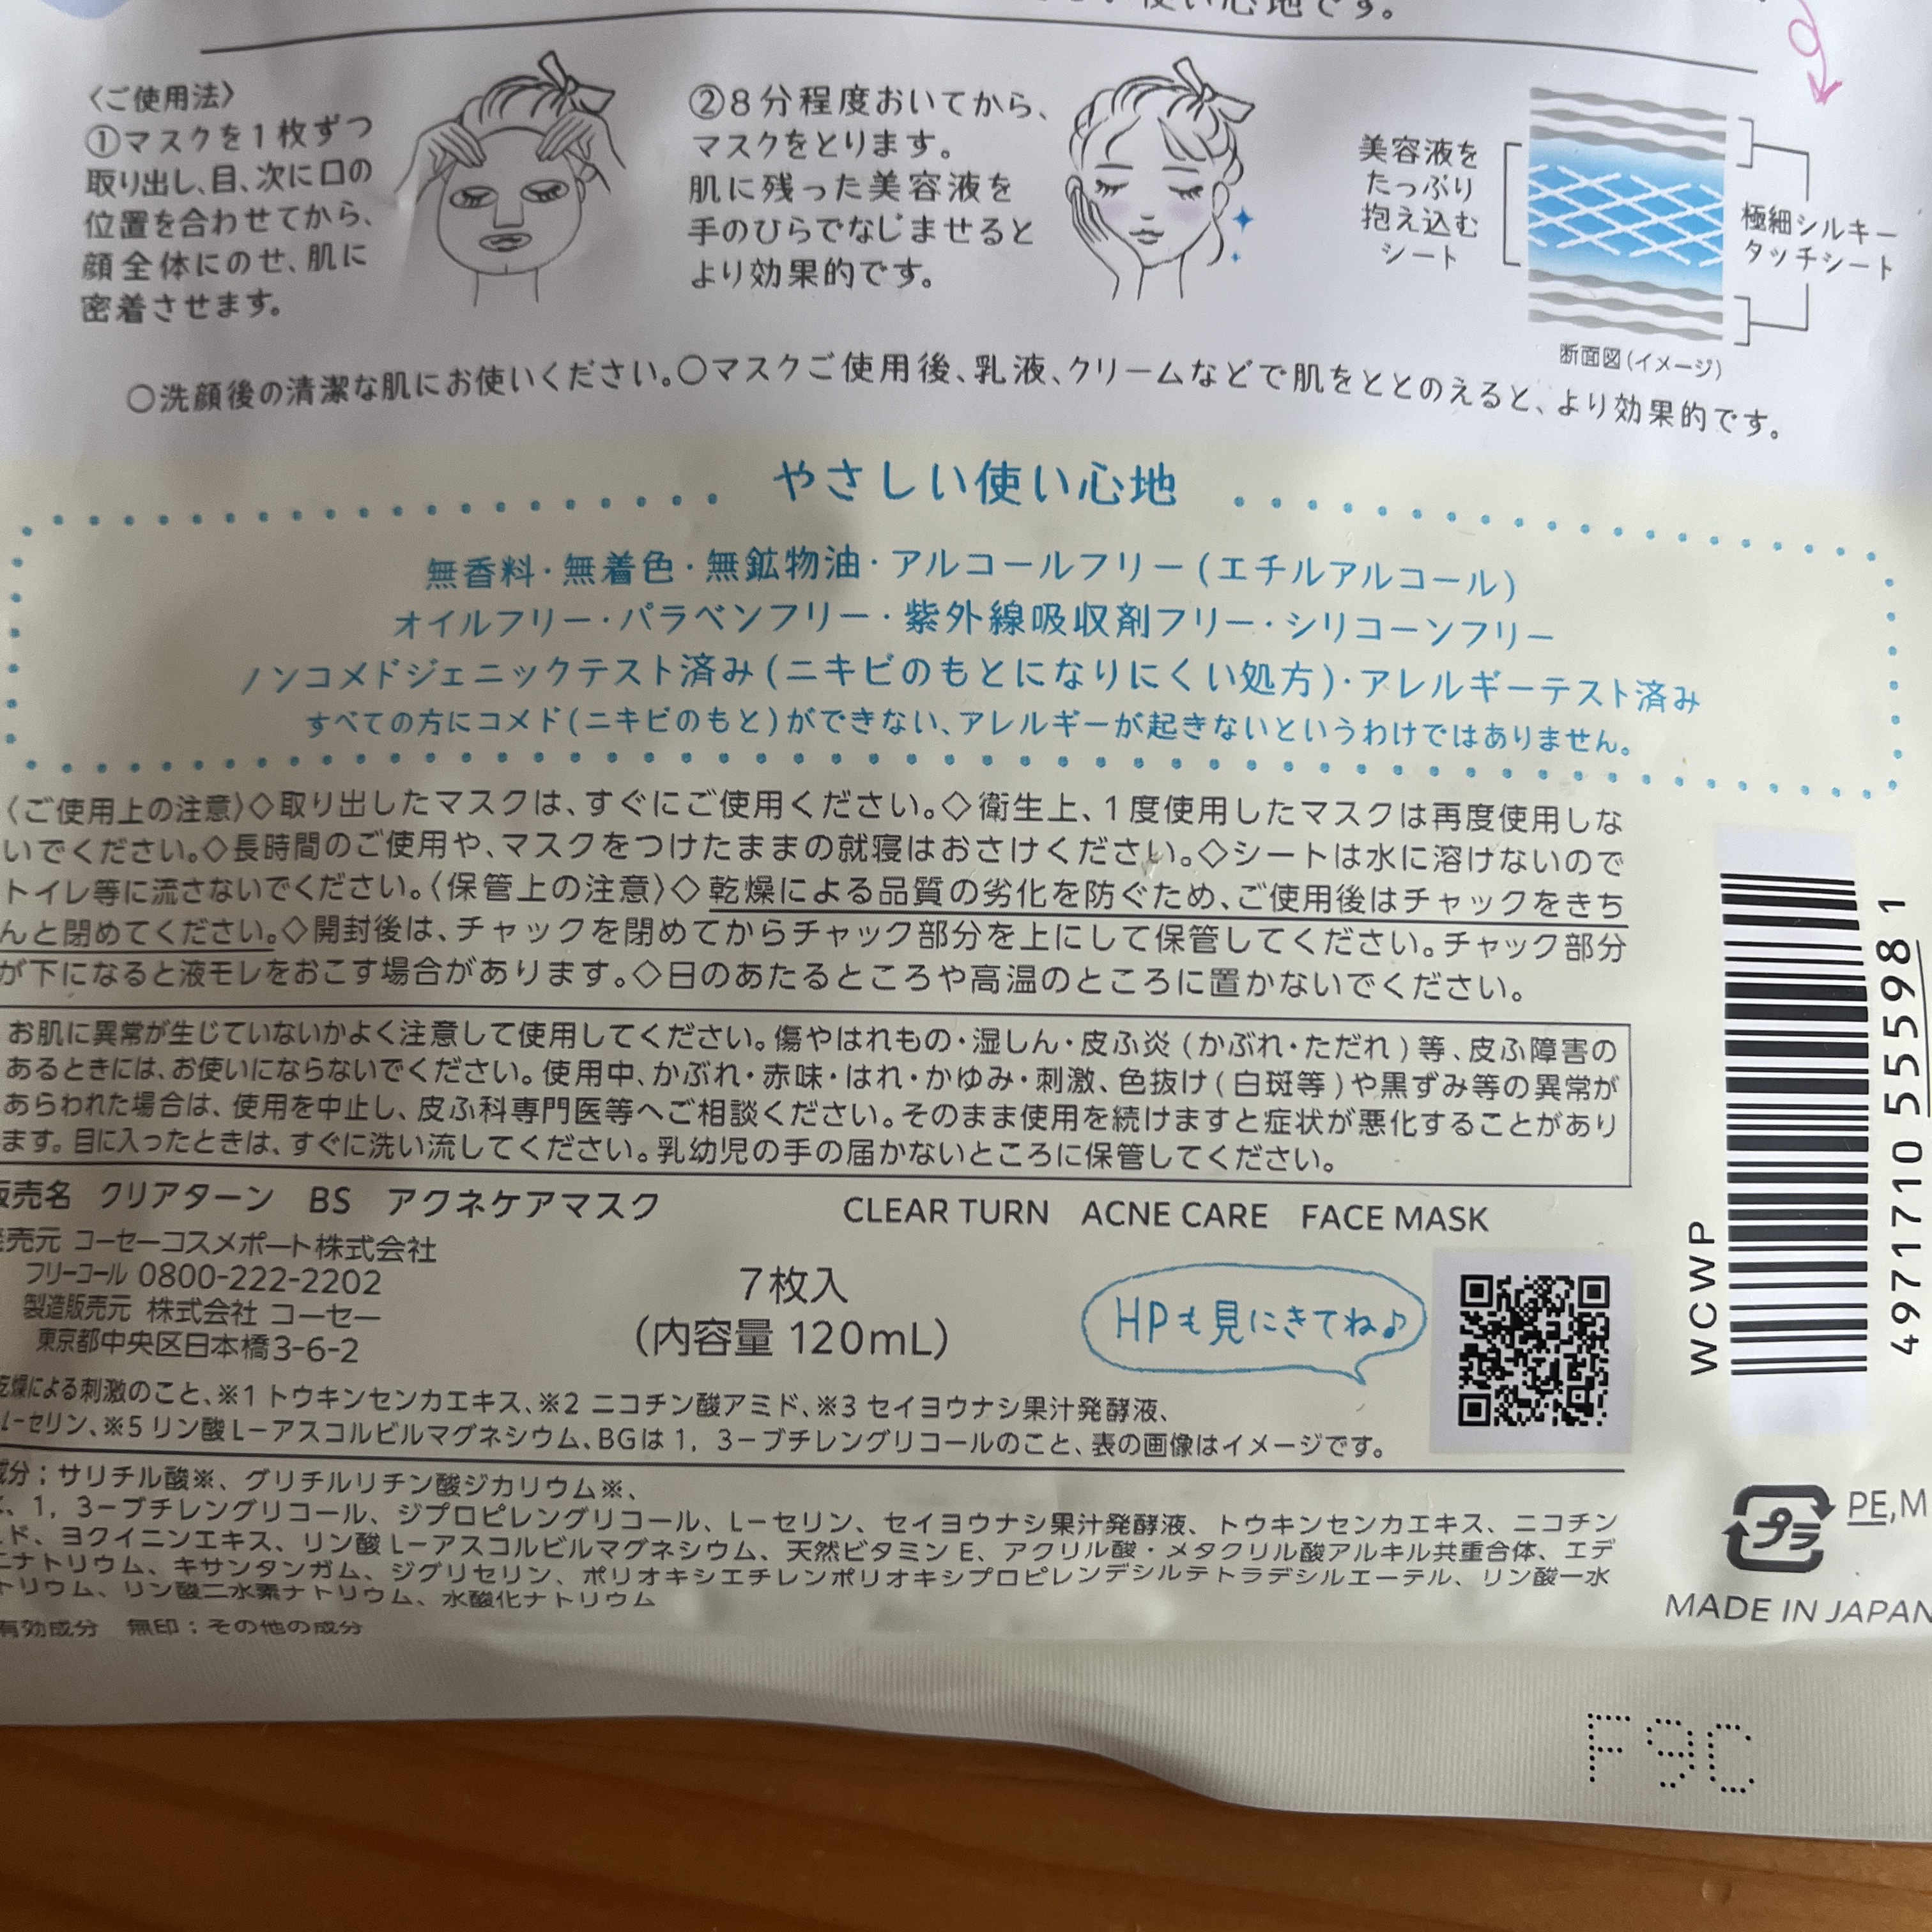 使い心地です。
〈ご使用法〉
①マスクを1枚ずつ
取り出し、目、次に口の
位置を合わせてから、
顔全体にのせ、肌に
密着させます。
②8分程度おいてから、
マスクをとります。
肌に残った美容液を
手のひらでなじませると
より効果的です。
美容液を
たっぷり
抱え込む
シート
極細シルキー
タッチシート
断面図(イメージ)
○洗顔後の清潔な肌にお使いください。○マスクご使用後、乳液、クリームなどで肌をととのえると、より効果的です。
やさしい使い心地
無香料・無着色・無鉱物油・アルコールフリー(エチルアルコール)
オイルフリー・パラベンフリー・紫外線吸収剤フリー・シリコーンフリー
ノンコメドジェニックテスト済み(ニキビのもとになりにくい処方)・アレルギーテスト済み
すべての方にコメド(ニキビのもと)ができない、アレルギーが起きないというわけではありません。
〈ご使用上の注意〉◇取り出したマスクは、すぐにご使用ください。◇衛生上、1度使用したマスクは再度使用しな
いでください。◇長時間のご使用や、マスクをつけたままの就寝はおさけください。◇シートは水に溶けないので
トイレ等に流さないでください。〈保管上の注意〉◇乾燥による品質の劣化を防ぐため、ご使用後はチャックをきち
んと閉めてください。◇開封後は、チャックを閉めてからチャック部分を上にして保管してください。チャック部分
が下になると液モレをおこす場合があります。◇日のあたるところや高温のところに置かないでください。
お肌に異常が生じていないかよく注意して使用してください。傷やはれもの・湿しん・皮ふ炎(かぶれ・ただれ)等、皮ふ障害の
あるときには、お使いにならないでください。使用中、かぶれ・赤味・はれ・かゆみ・刺激、色抜け(白斑等)や黒ずみ等の異常が
あらわれた場合は、使用を中止し、皮ふ科専門医等へご相談ください。そのまま使用を続けますと症状が悪化することがあり
ます。目に入ったときは、すぐに洗い流してください。乳幼児の手の届かないところに保管してください。
販売名 クリアターン BS アクネケアマスク CLEAR TURN ACNE CARE FACE MASK
発売元 コーセーコスメポート株式会社
フリーコール 0800-222-2202
製造販売元 株式会社 コーセー
東京都中央区日本橋3-6-2
7枚入
(内容量 120mL)
HPも見にきてね♪
乾燥による刺激のこと、※1 トウキンセンカエキス、※2 ニコチン酸アミド、※3 セイヨウナシ果汁発酵液、
L-セリン、※5 リン酸L-アスコルビルマグネシウム、BGは1, 3-ブチレングリコールのこと、表の画像はイメージです。
成分:サリチル酸※、グリチルリチン酸ジカリウム※、
、1, 3-ブチレングリコール、ジプロピレングリコール、L-セリン、セイヨウナシ果汁発酵液、トウキンセンカエキス、ニコチン
ド、ヨクイニンエキス、リン酸L-アスコルビルマグネシウム、天然ビタミンE、アクリル酸・メタクリル酸アルキル共重合体、エデ
ニナトリウム、キサンタンガム、ジグリセリン、ポリオキシエチレンポリオキシプロピレンデシルテトラデシルエーテル、リン酸一水
トリウム、リン酸二水素ナトリウム、水酸化ナトリウム
有効成分 無印:その他の成分
WCWP
4971710555981
プラ
PE,M
MADE IN JAPAN
F9C